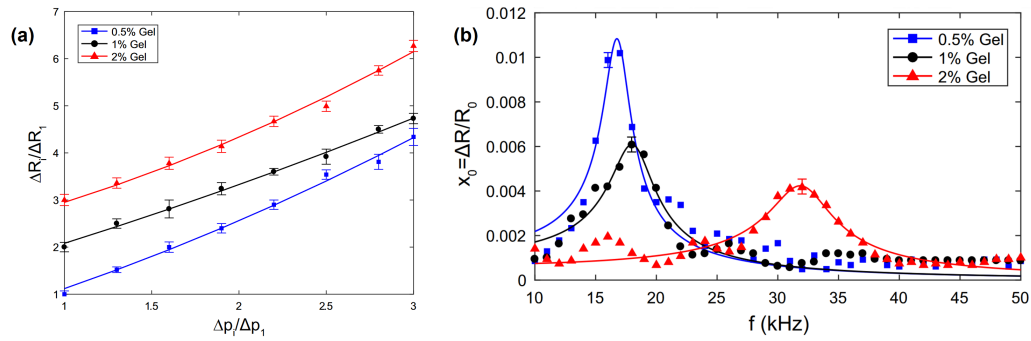 (a)
7
6
5
4
3
2
1
ΔRᵢ/ΔR₁
0.5% Gel
1% Gel
2% Gel
1 1.5 2 2.5 3
Δpᵢ/Δp₁
(b)
0.012
0.01
0.008
0.006
0.004
0.002
0
x₀=ΔR/R₀
0.5% Gel
1% Gel
2% Gel
10 15 20 25 30 35 40 45 50
f (kHz)